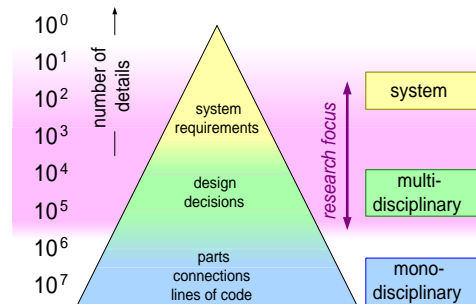 10⁰
10¹
10²
10³
10⁴
10⁵
10⁶
10⁷
number of
details
system
requirements
design
decisions
parts
connections
lines of code
research focus
system
multi-
disciplinary
mono-
disciplinary